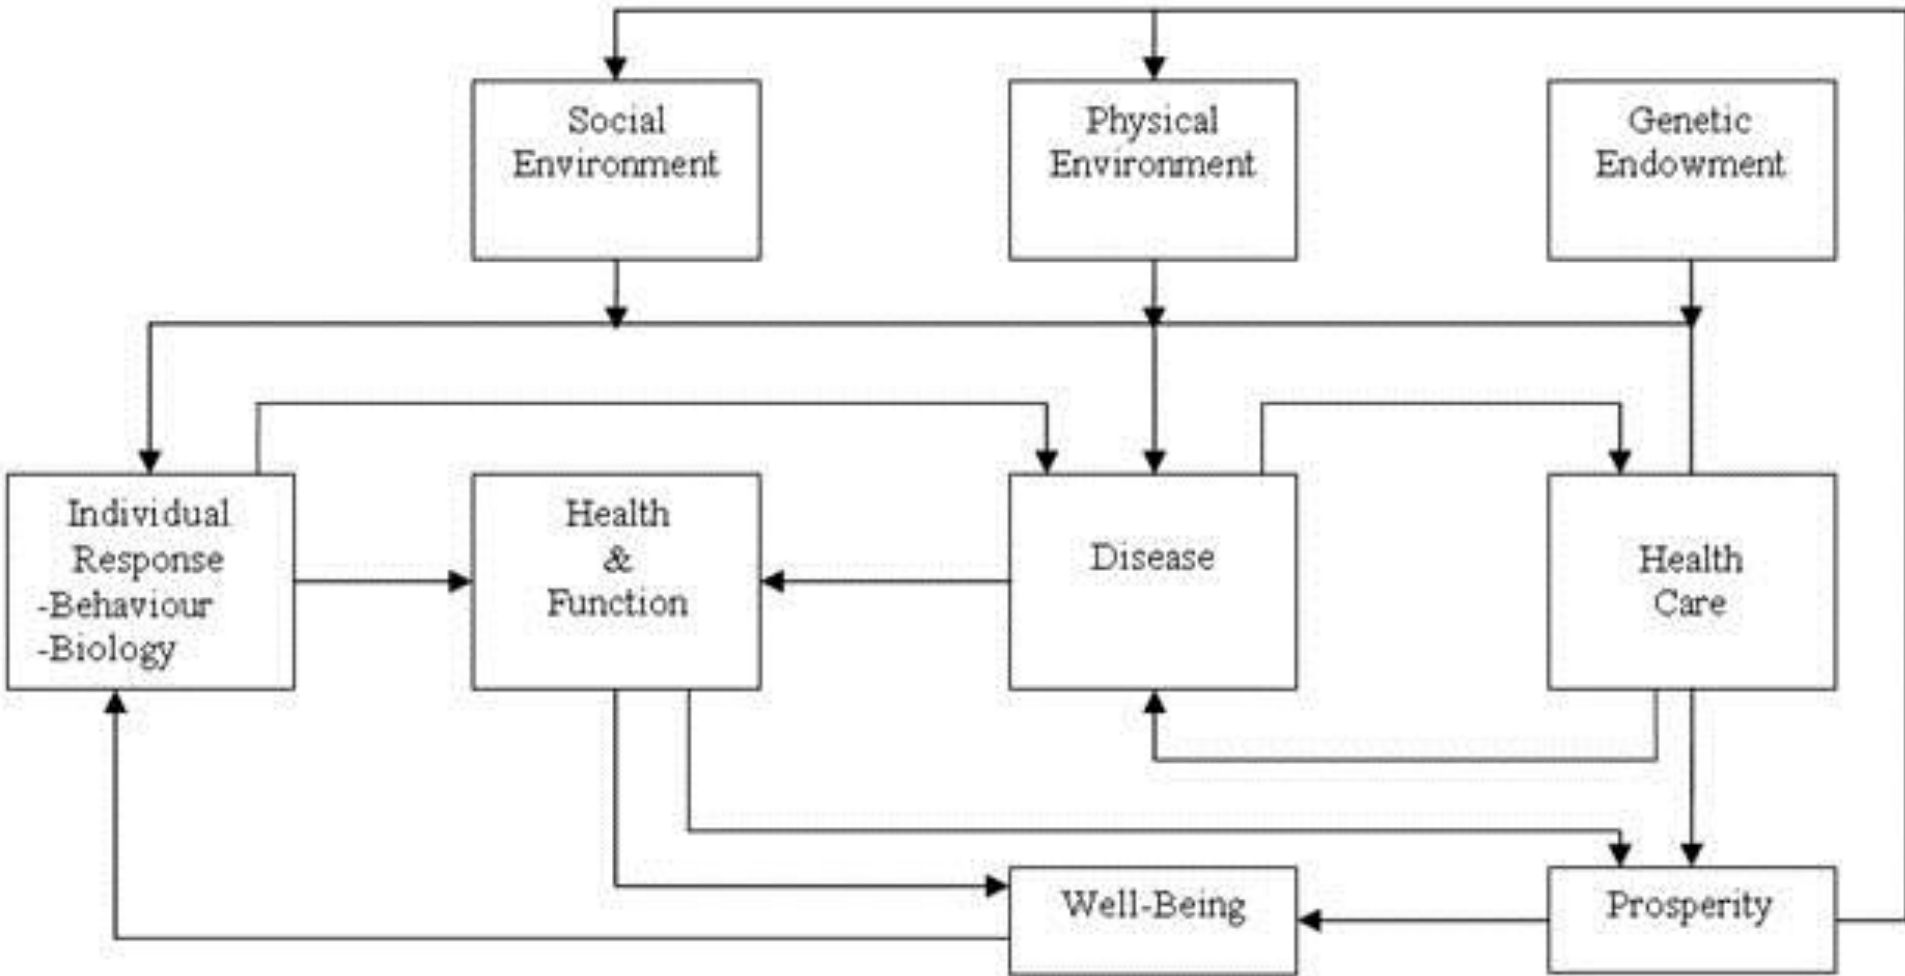 Social
Environment
Physical
Environment
Genetic
Endowment
Individual
Response
-Behaviour
-Biology
Health
&
Function
Disease
Health
Care
Well-Being
Prosperity